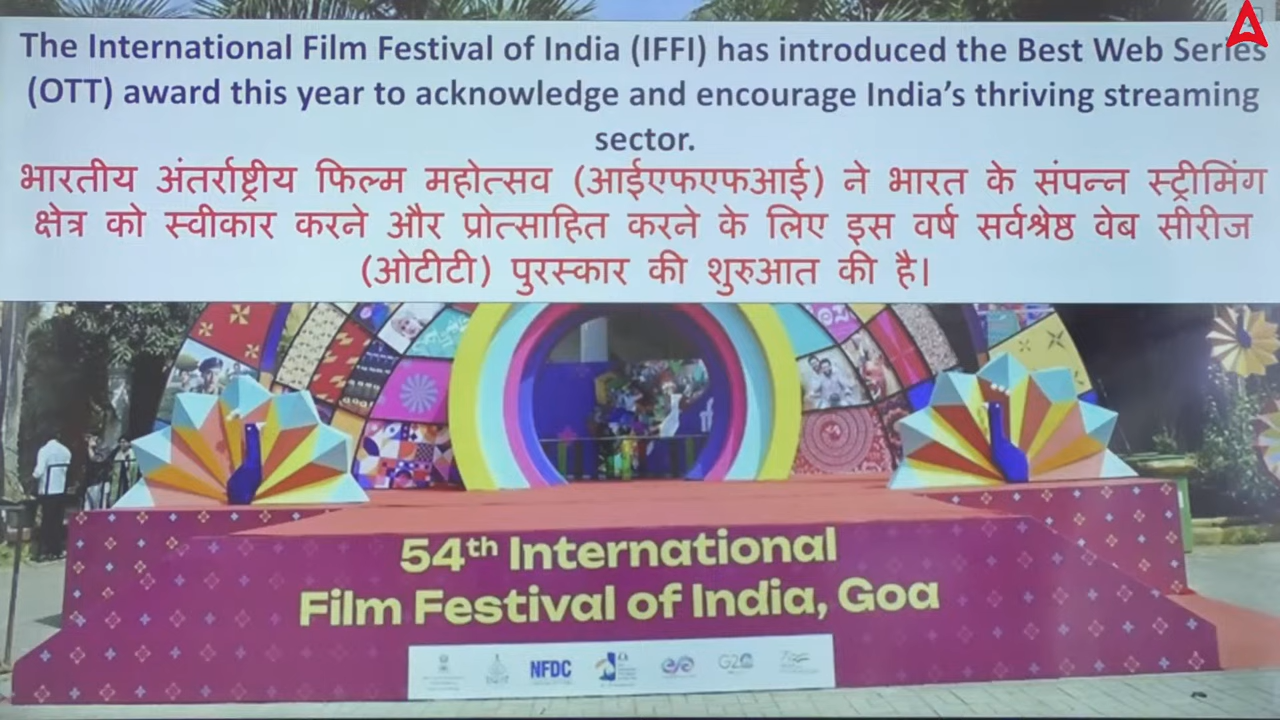 The International Film Festival of India (IFFI) has introduced the Best Web Series
(OTT) award this year to acknowledge and encourage India's thriving streaming
sector.
भारतीय अंतर्राष्ट्रीय फिल्म महोत्सव (आईएफएफआई) ने भारत के संपन्न स्ट्रीमिंग
क्षेत्र को स्वीकार करने और प्रोत्साहित करने के लिए इस वर्ष सर्वश्रेष्ठ वेब सीरीज
(ओटीटी) पुरस्कार की शुरुआत की है।
54th International
Film Festival of India, Goa
NFDC
G20